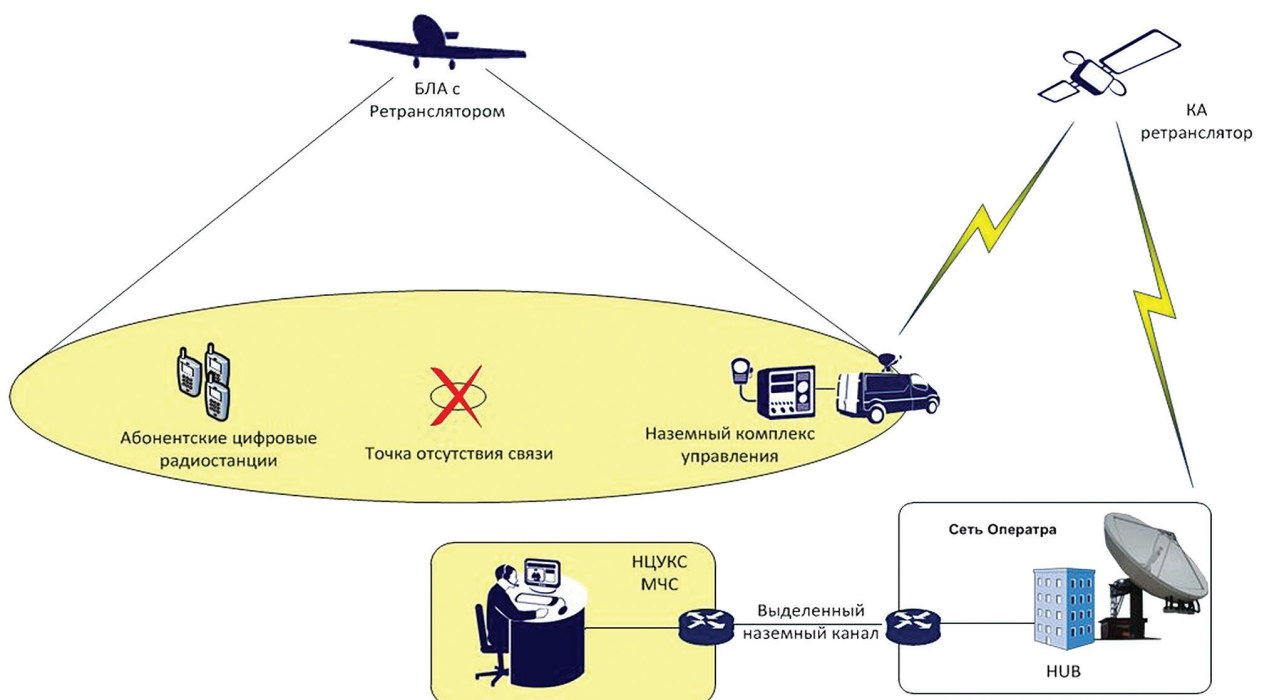 БЛА с
Ретранслятором
КА
ретранслятор
Абонентские цифровые
радиостанции
Точка отсутствия связи
Наземный комплекс
управления
Сеть Оператра
НЦУКС
МЧС
Выделенный
наземный канал
HUB